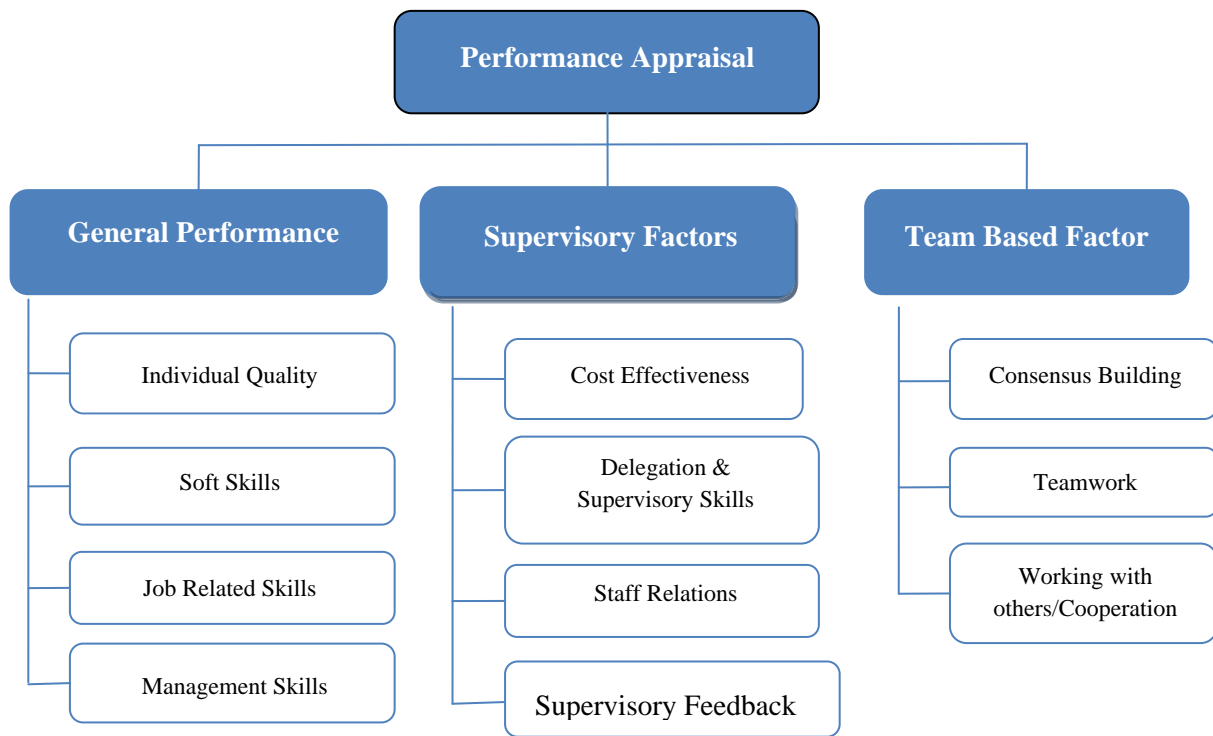 Performance Appraisal
General Performance
Supervisory Factors
Team Based Factor
Individual Quality
Soft Skills
Job Related Skills
Management Skills
Cost Effectiveness
Delegation &
Supervisory Skills
Staff Relations
Supervisory Feedback
Consensus Building
Teamwork
Working with
others/Cooperation